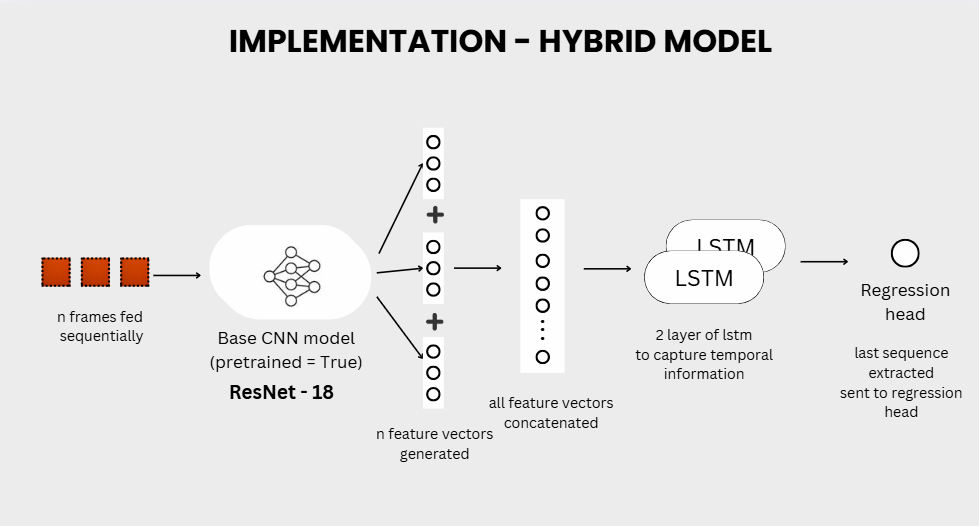 IMPLEMENTATION - HYBRID MODEL
n frames fed
sequentially
Base CNN model
(pretrained = True)
ResNet - 18
+
+
n feature vectors
generated
all feature vectors
concatenated
LSTM
LSTM
2 layer of lstm
to capture temporal
information
Regression
head
last sequence
extracted
sent to regression
head